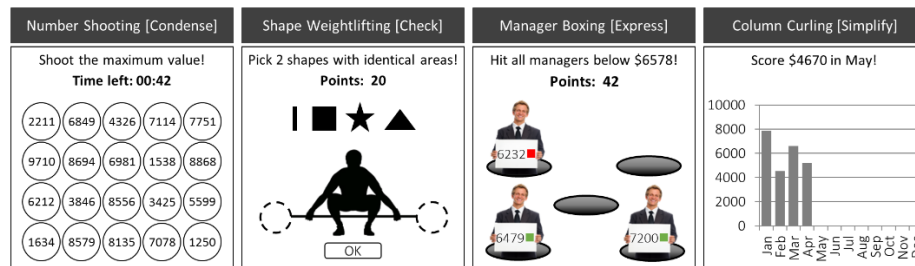 Number Shooting [Condense]
Shoot the maximum value!
Time left: 00:42
2211 6849 4326 7114 7751
9710 8694 6981 1538 8868
6212 3846 8556 3425 5599
1634 8579 8135 7078 1250
Shape Weightlifting [Check]
Pick 2 shapes with identical areas!
Points: 20
OK
Manager Boxing [Express]
Hit all managers below $6578!
Points: 42
6232
6479
7200
Column Curling [Simplify]
Score $4670 in May!
10000
8000
6000
4000
2000
0
Jan Feb Mar Apr May Jun Jul Aug Sep Oct Nov